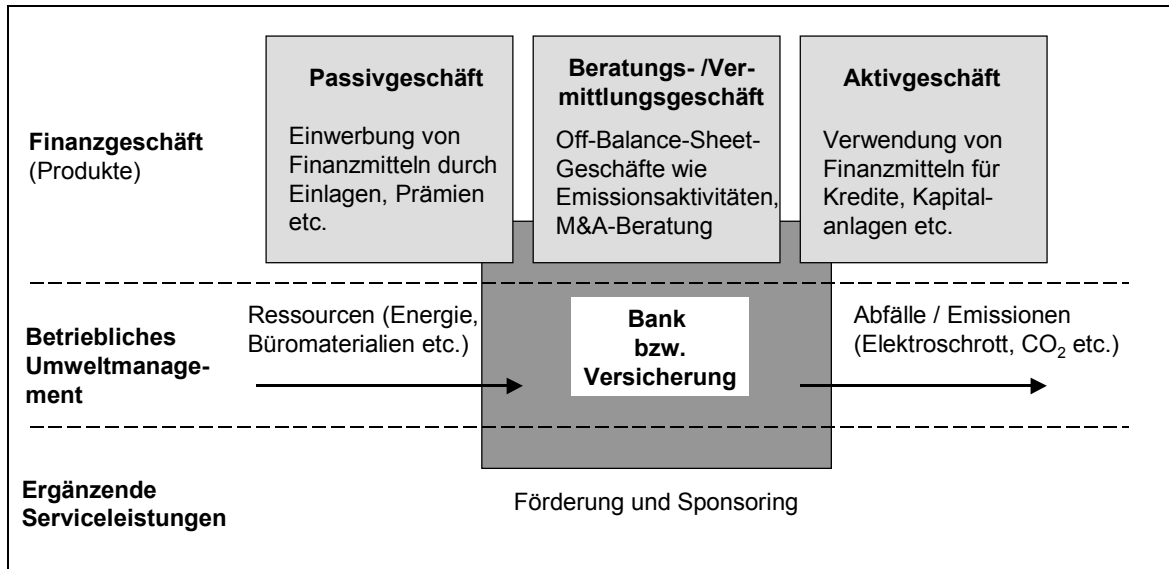 Passivgeschäft
Einwerbung von
Finanzmitteln durch
Einlagen, Prämien
etc.
Beratungs- /Ver-
mittlungsgeschäft
Off-Balance-Sheet-
Geschäfte wie
Emissionsaktivitäten,
M&A-Beratung
Aktivgeschäft
Verwendung von
Finanzmitteln für
Kredite, Kapital-
anlagen etc.
Finanzgeschäft
(Produkte)
Betriebliches
Umweltmanage-
ment
Ressourcen (Energie,
Büromaterialien etc.)
Bank
bzw.
Versicherung
Abfälle / Emissionen
(Elektroschrott, CO₂ etc.)
Ergänzende
Serviceleistungen
Förderung und Sponsoring